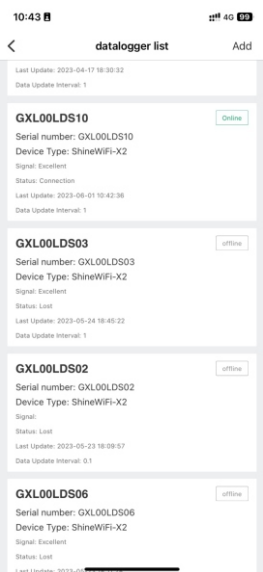 10:43
4G 99
datalogger list
Add
Last Update: 2023-04-17 18:30:32
Data Update Interval: 1
GXL00LDS10
Online
Serial number: GXL00LDS10
Device Type: ShineWiFi-X2
Signal: Excellent
Status: Connection
Last Update: 2023-06-01 10:42:36
Data Update Interval: 1
GXL00LDS03
offline
Serial number: GXL00LDS03
Device Type: ShineWiFi-X2
Signal: Excellent
Status: Lost
Last Update: 2023-05-24 18:45:22
Data Update Interval: 1
GXL00LDS02
offline
Serial number: GXL00LDS02
Device Type: ShineWiFi-X2
Signal:
Status: Lost
Last Update: 2023-05-23 18:09:57
Data Update Interval: 0.1
GXL00LDS06
offline
Serial number: GXL00LDS06
Device Type: ShineWiFi-X2
Signal: Excellent
Status: Lost
Last Update: